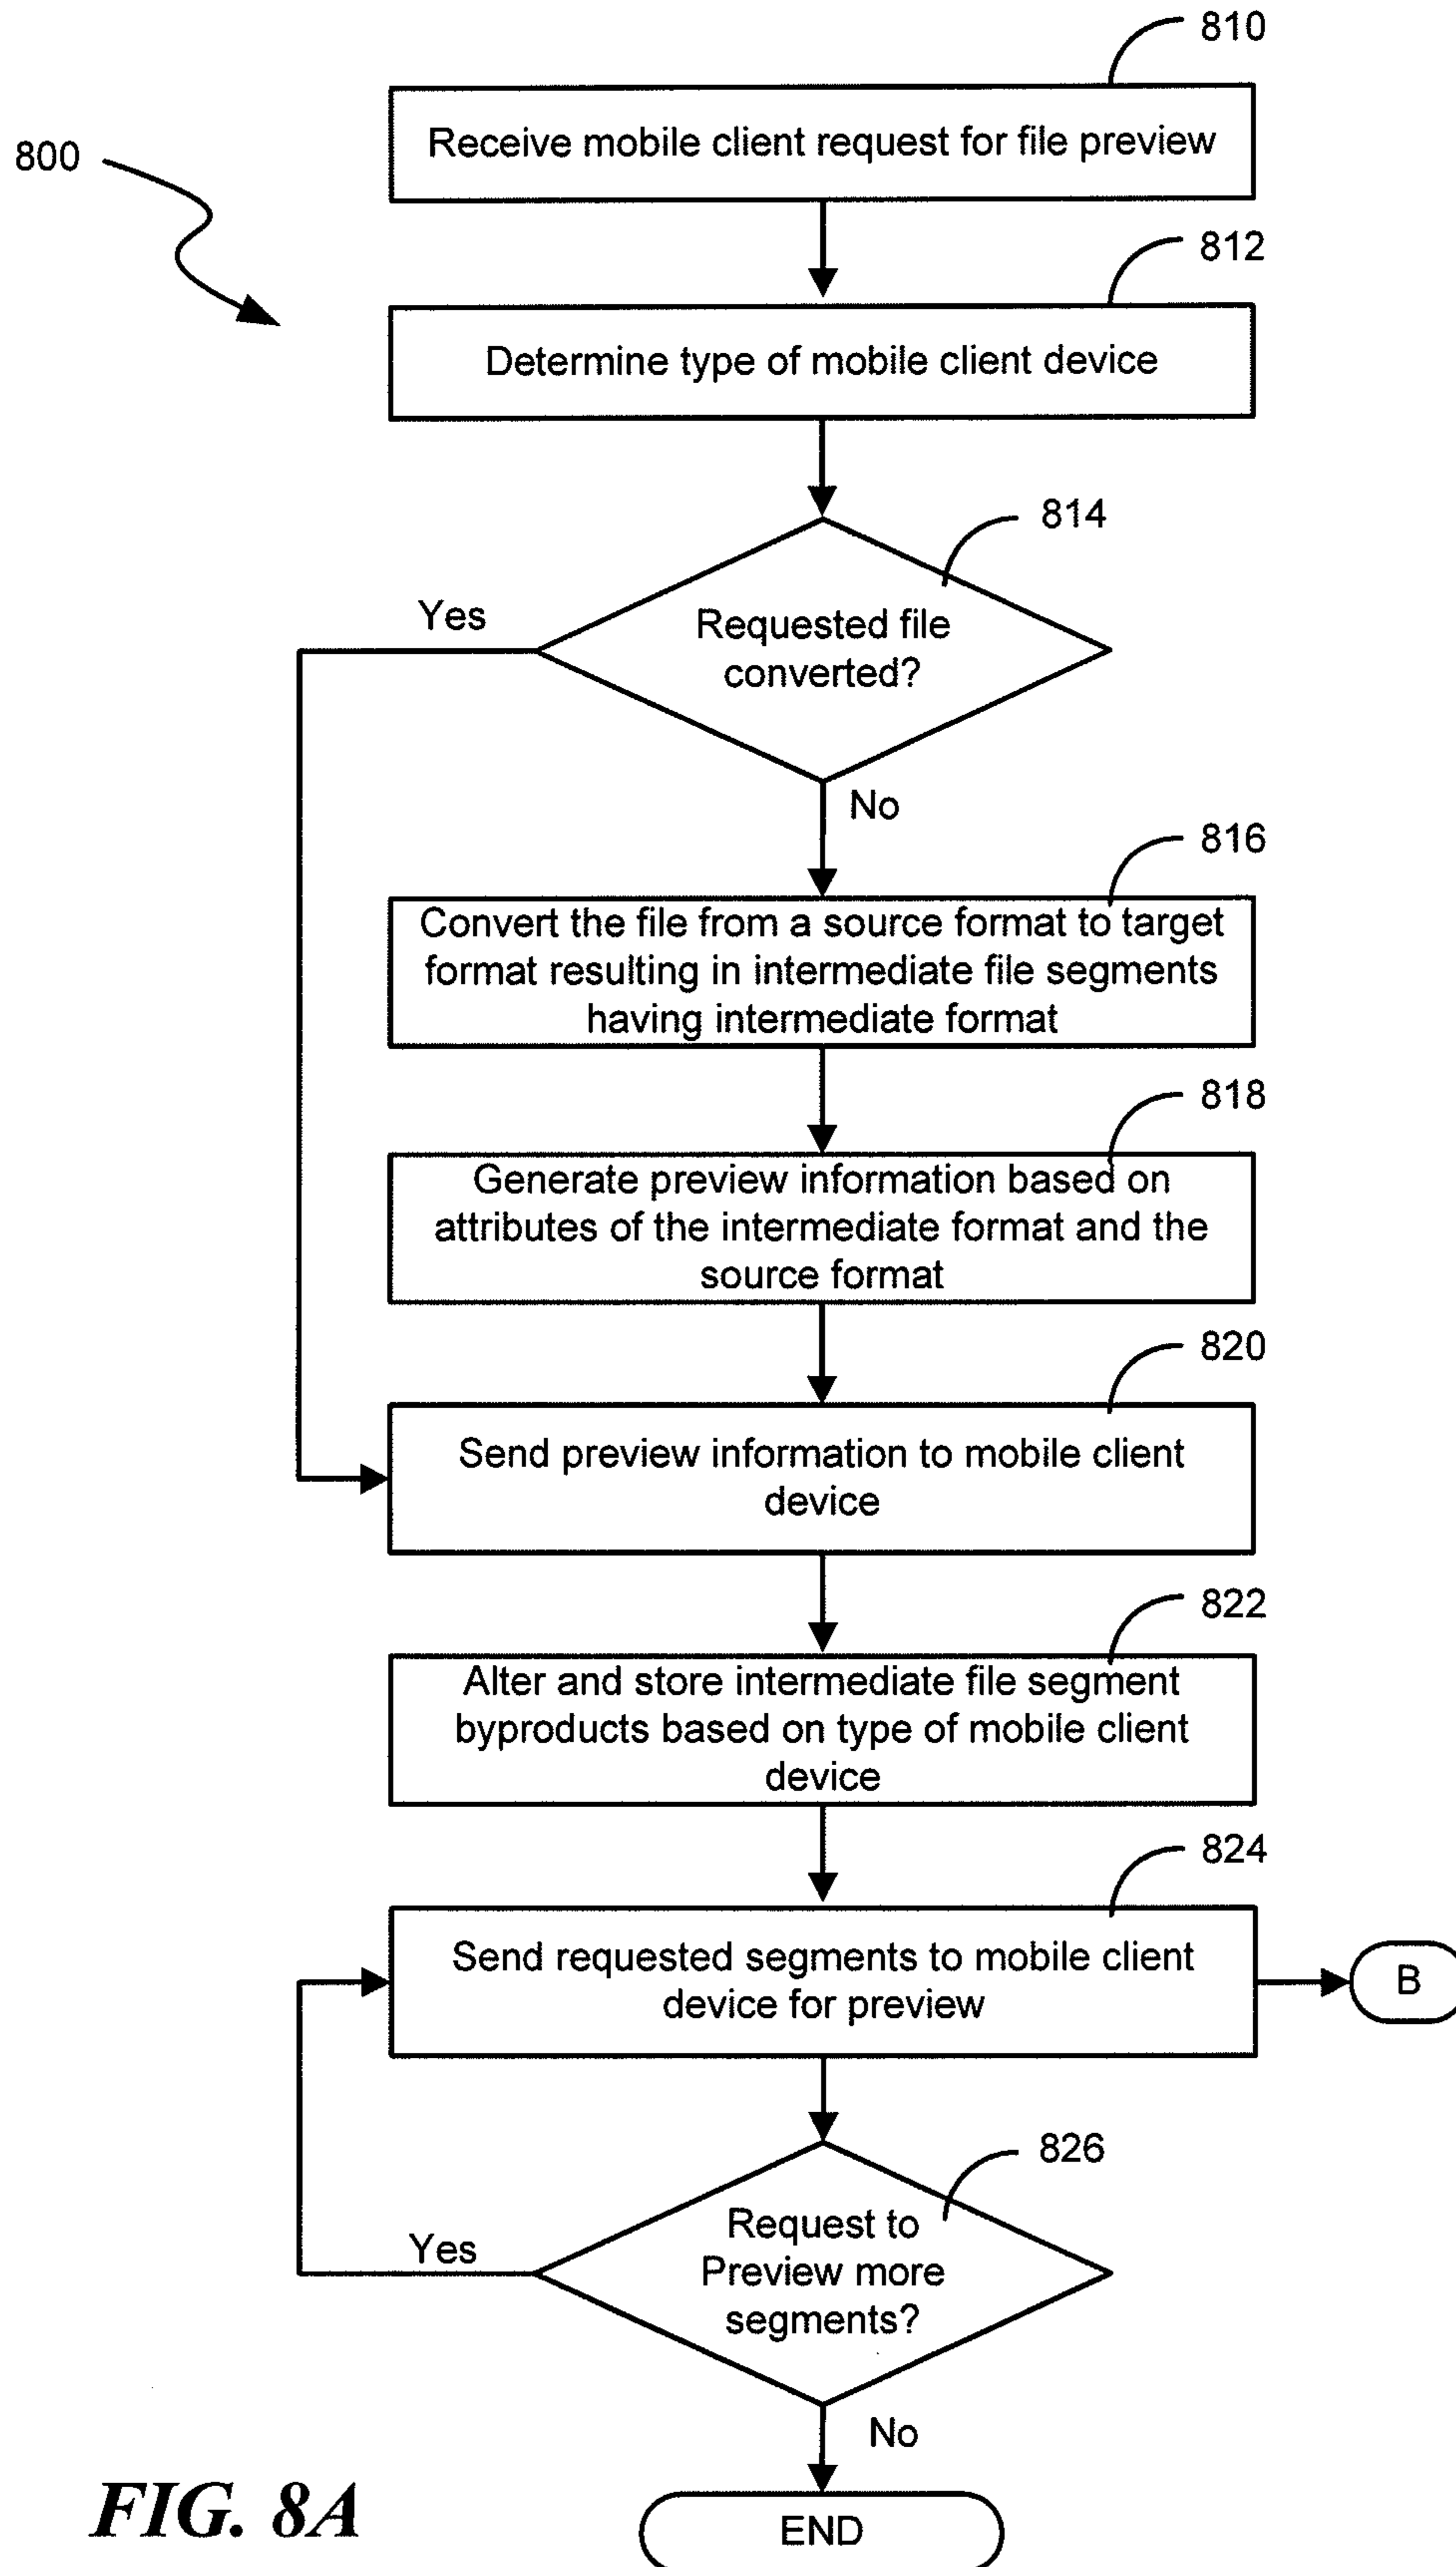 810
Receive mobile client request for file preview
800
812
Determine type of mobile client device
814
Yes
Requested file
converted?
No
816
Convert the file from a source format to target
format resulting in intermediate file segments
having intermediate format
818
Generate preview information based on
attributes of the intermediate format and the
source format
820
Send preview information to mobile client
device
822
Alter and store intermediate file segment
byproducts based on type of mobile client
device
824
Send requested segments to mobile client
device for preview
B
826
Request to
Preview more
segments?
Yes
No
END
FIG. 8A